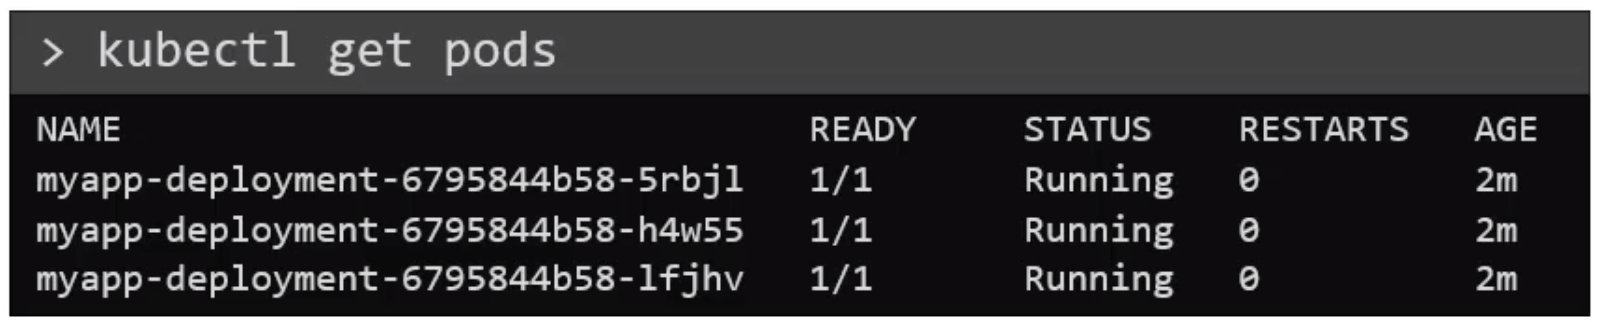 > kubectl get pods
NAME READY STATUS RESTARTS AGE
myapp-deployment-6795844b58-5rbjl 1/1 Running 0 2m
myapp-deployment-6795844b58-h4w55 1/1 Running 0 2m
myapp-deployment-6795844b58-lfjhv 1/1 Running 0 2m